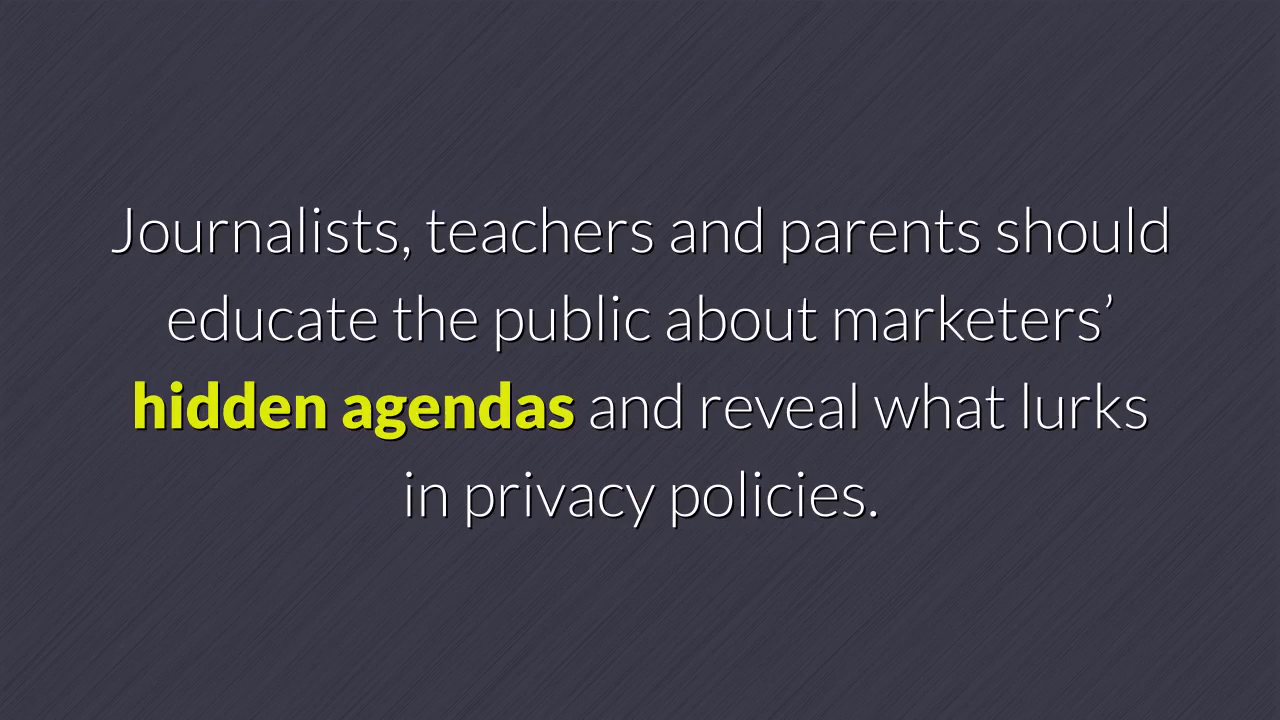 Journalists, teachers and parents should
educate the public about marketers’
hidden agendas and reveal what lurks
in privacy policies.